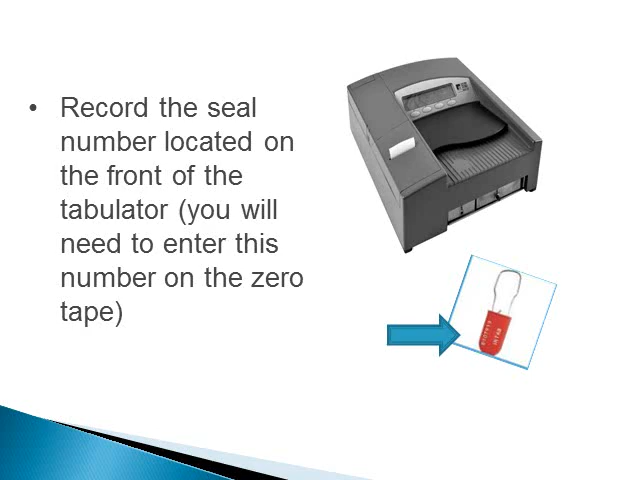 • Record the seal
number located on
the front of the
tabulator (you will
need to enter this
number on the zero
tape)